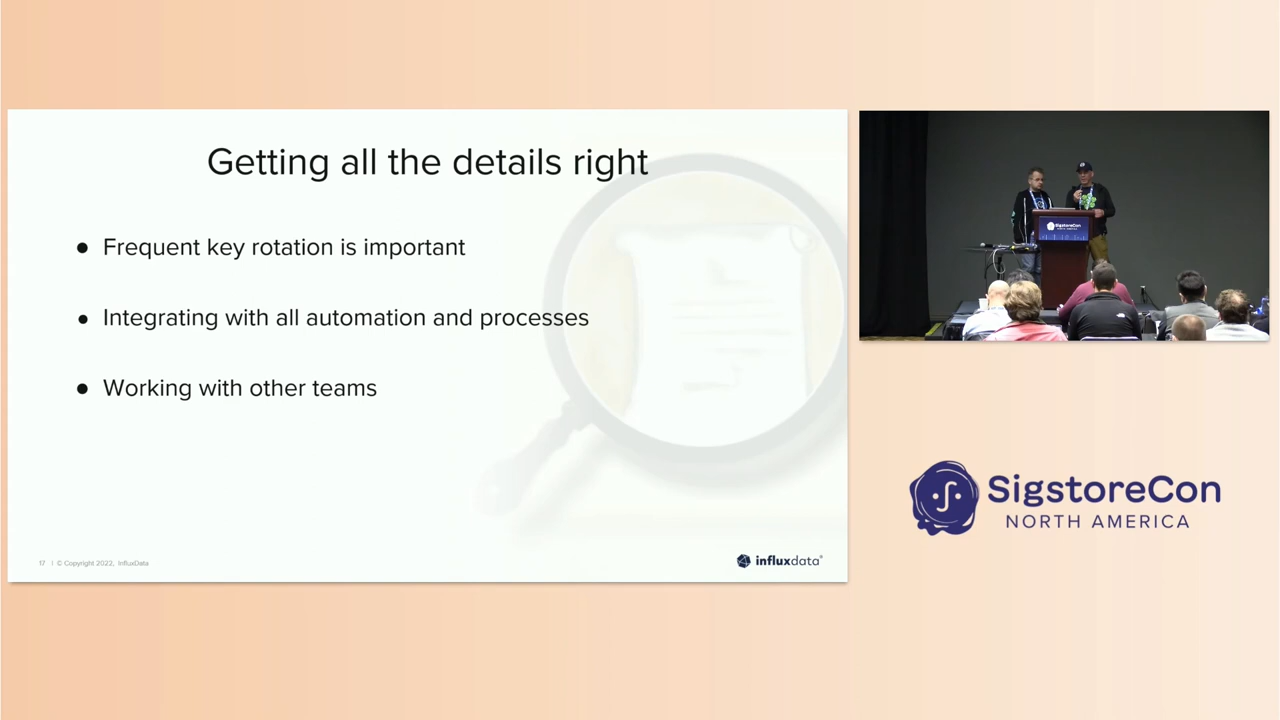 Getting all the details right
● Frequent key rotation is important
● Integrating with all automation and processes
● Working with other teams
17 | © Copyright 2022, InfluxData
influxdata®
SigstoreCon
SigstoreCon
NORTH AMERICA